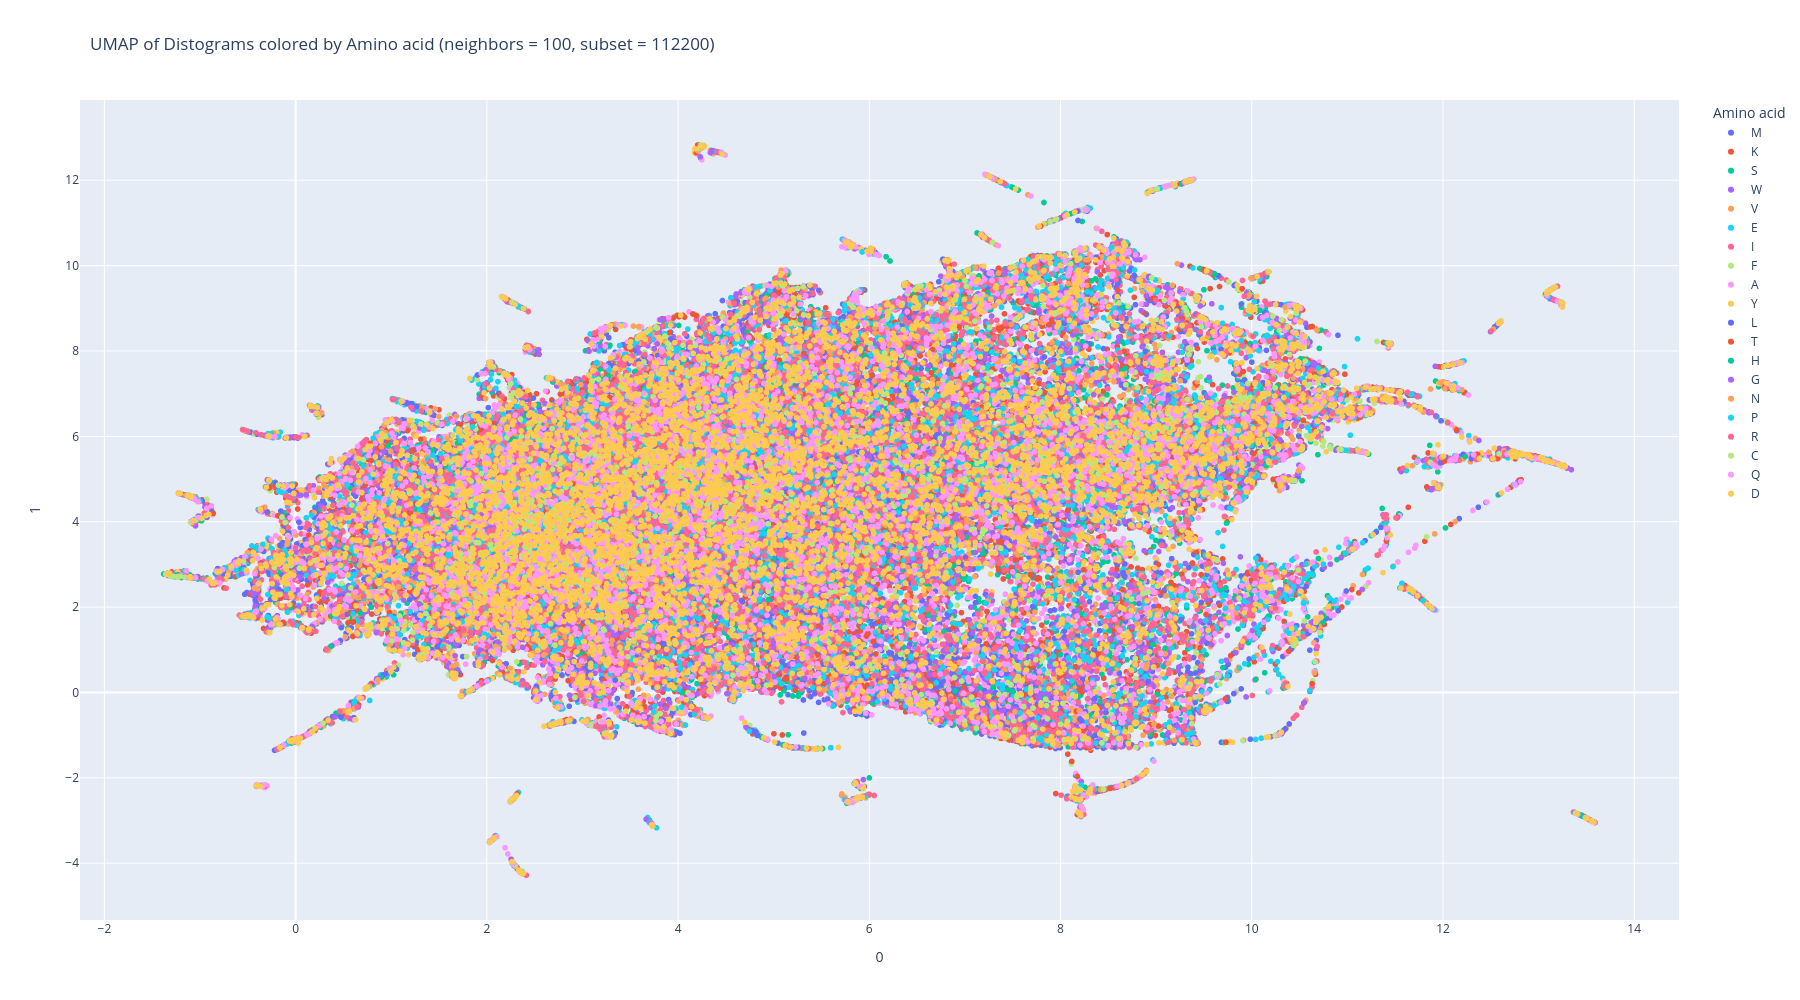 UMAP of Distograms colored by Amino acid (neighbors = 100, subset = 112200)
Amino acid
M
K
S
W
V
E
I
F
A
Y
L
T
H
G
N
P
R
C
Q
D
12
10
8
6
4
2
0
−2
−4
1
−2
0
2
4
6
8
10
12
14
0